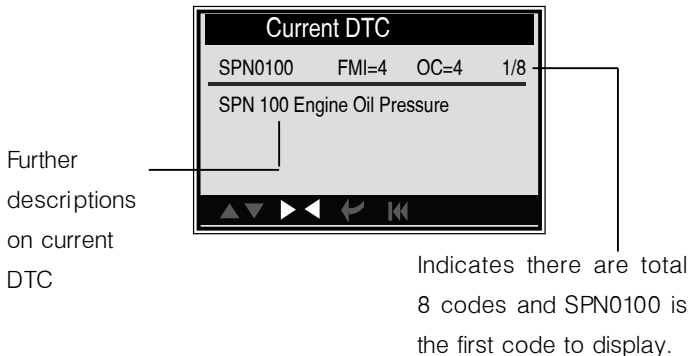 Current DTC
SPN0100 FMI=4 OC=4 1/8
SPN 100 Engine Oil Pressure
Further
descriptions
on current
DTC
Indicates there are total
8 codes and SPN0100 is
the first code to display.